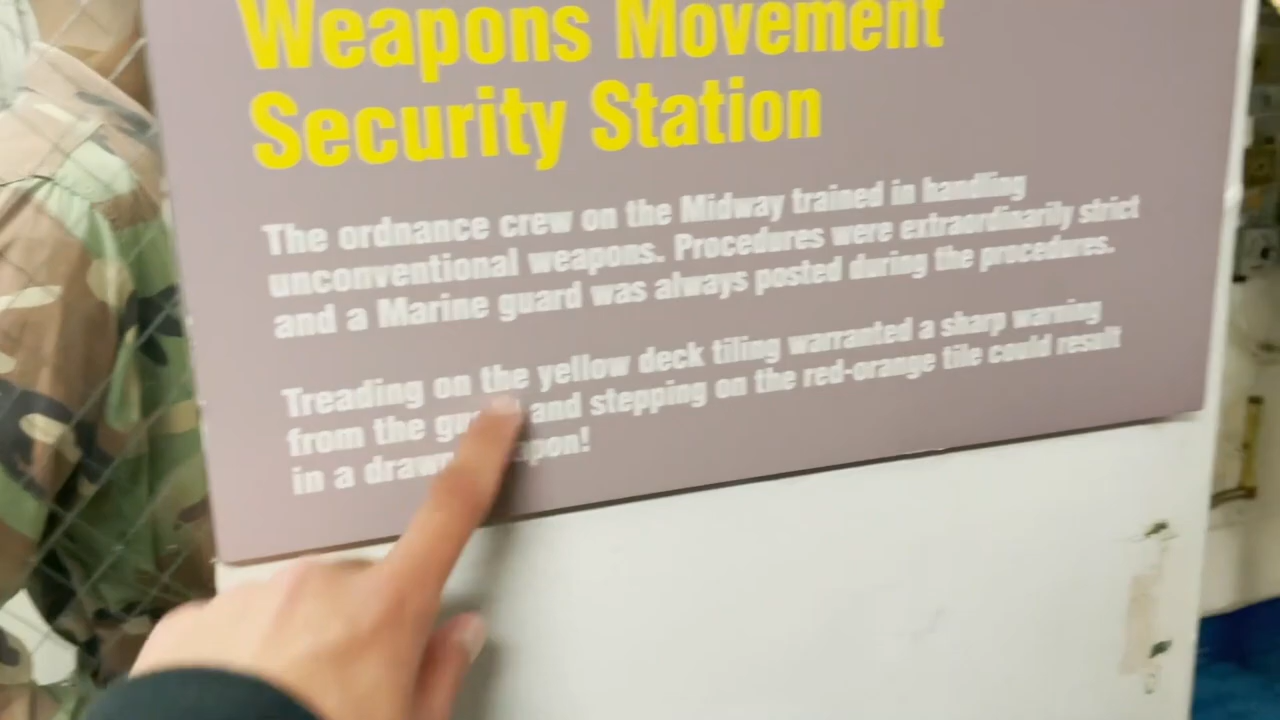 Weapons Movement
Security Station
The ordnance crew on the Midway trained in handling
unconventional weapons. Procedures were extraordinarily strict
and a Marine guard was always posted during the procedures.
Treading on the yellow deck tiling warranted a sharp warning
from the and stepping on the red-orange tile could result
in a drawn